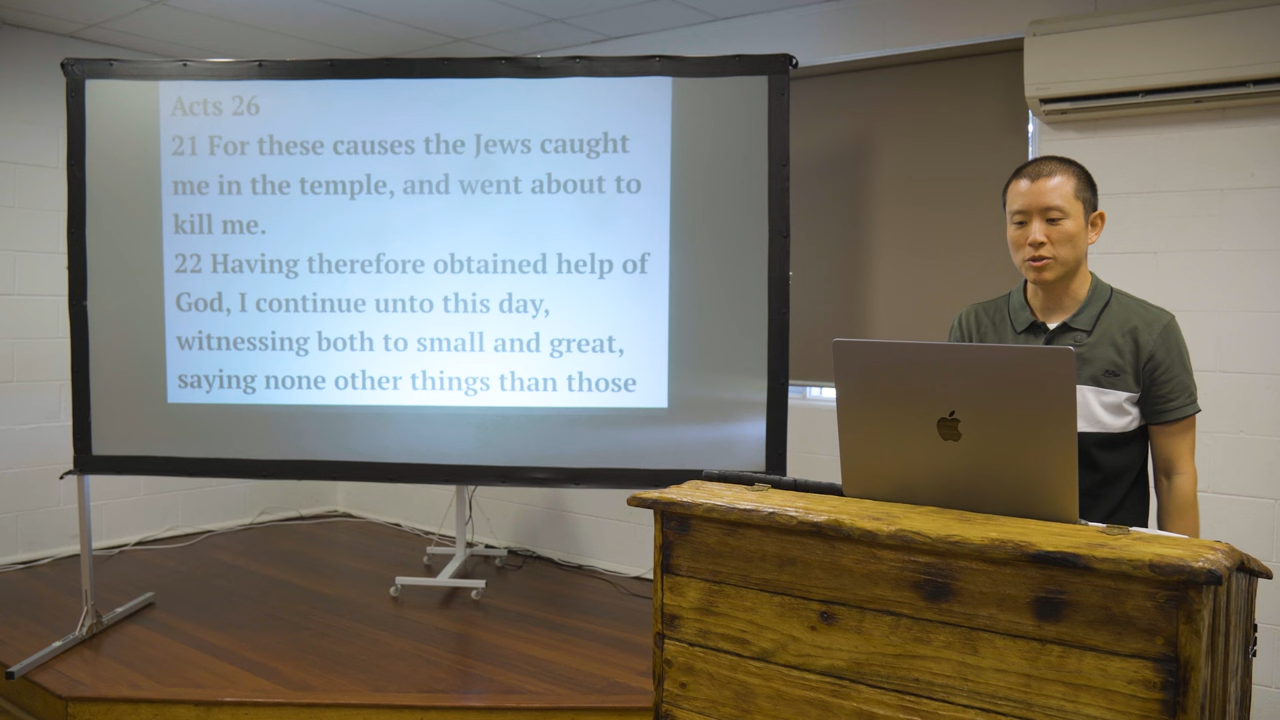 Acts 26
21 For these causes the Jews caught
me in the temple, and went about to
kill me.
22 Having therefore obtained help of
God, I continue unto this day,
witnessing both to small and great,
saying none other things than those